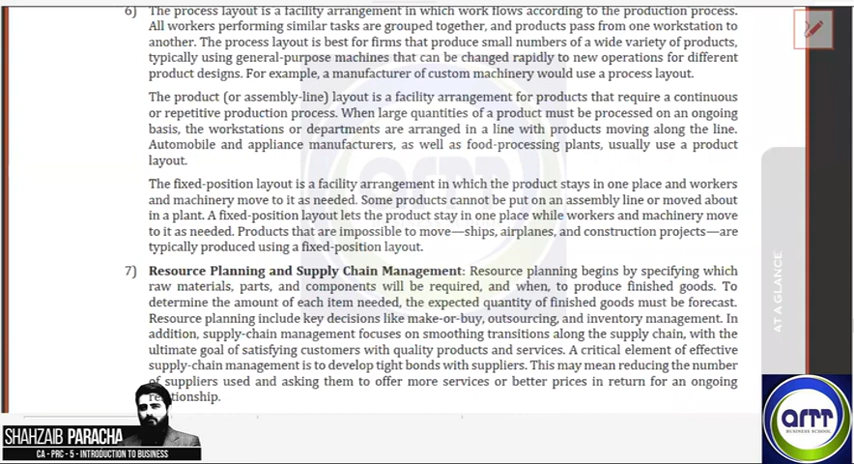 6) The process layout is a facility arrangement in which work flows according to the production process.
All workers performing similar tasks are grouped together, and products pass from one workstation to
another. The process layout is best for firms that produce small numbers of a wide variety of products,
typically using general-purpose machines that can be changed rapidly to new operations for different
product designs. For example, a manufacturer of custom machinery would use a process layout.
The product (or assembly-line) layout is a facility arrangement for products that require a continuous
or repetitive production process. When large quantities of a product must be processed on an ongoing
basis, the workstations or departments are arranged in a line with products moving along the line.
Automobile and appliance manufacturers, as well as food-processing plants, usually use a product
layout.
The fixed-position layout is a facility arrangement in which the product stays in one place and workers
and machinery move to it as needed. Some products cannot be put on an assembly line or moved about
in a plant. A fixed-position layout lets the product stay in one place while workers and machinery move
to it as needed. Products that are impossible to move—ships, airplanes, and construction projects—are
typically produced using a fixed-position layout.
7) Resource Planning and Supply Chain Management: Resource planning begins by specifying which
raw materials, parts, and components will be required, and when, to produce finished goods. To
determine the amount of each item needed, the expected quantity of finished goods must be forecast.
Resource planning include key decisions like make-or-buy, outsourcing, and inventory management. In
addition, supply-chain management focuses on smoothing transitions along the supply chain, with the
ultimate goal of satisfying customers with quality products and services. A critical element of effective
supply-chain management is to develop tight bonds with suppliers. This may mean reducing the number
of suppliers used and asking them to offer more services or better prices in return for an ongoing
relationship.
AT A GLANCE
SHAHZAIB PARACHA
CA - PRC - 5 - INTRODUCTION TO BUSINESS
ARTT
BUSINESS SCHOOL